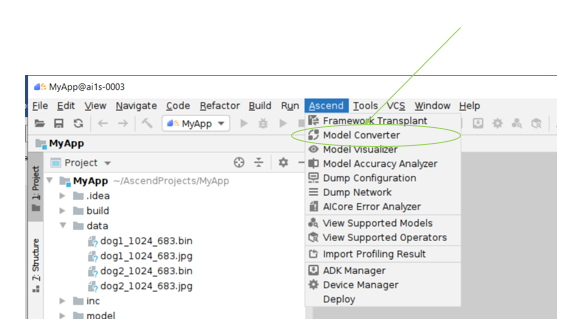 MyApp@ai1s-0003
File Edit View Navigate Code Refactor Build Run Ascend Tools VCS Window Help
MyApp
MyApp
Project
MyApp ~/AscendProjects/MyApp
.idea
build
data
dog1_1024_683.bin
dog1_1024_683.jpg
dog2_1024_683.bin
dog2_1024_683.jpg
inc
model
1: Project
7: Structure
Framework Transplant
Model Converter
Model Visualizer
Model Accuracy Analyzer
Dump Configuration
Dump Network
AICore Error Analyzer
View Supported Models
View Supported Operators
Import Profiling Result
ADK Manager
Device Manager
Deploy